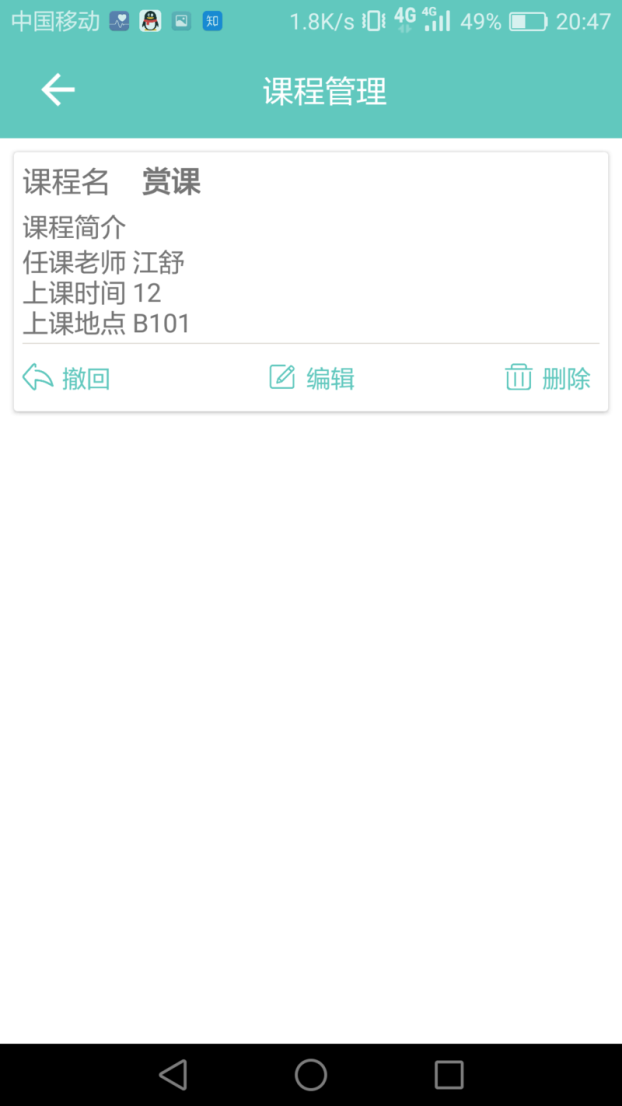 中国移动 知 1.8K/s 4G 4G 49% 20:47
课程管理
课程名 赏课
课程简介
任课老师 江舒
上课时间 12
上课地点 B101
撤回 编辑 删除